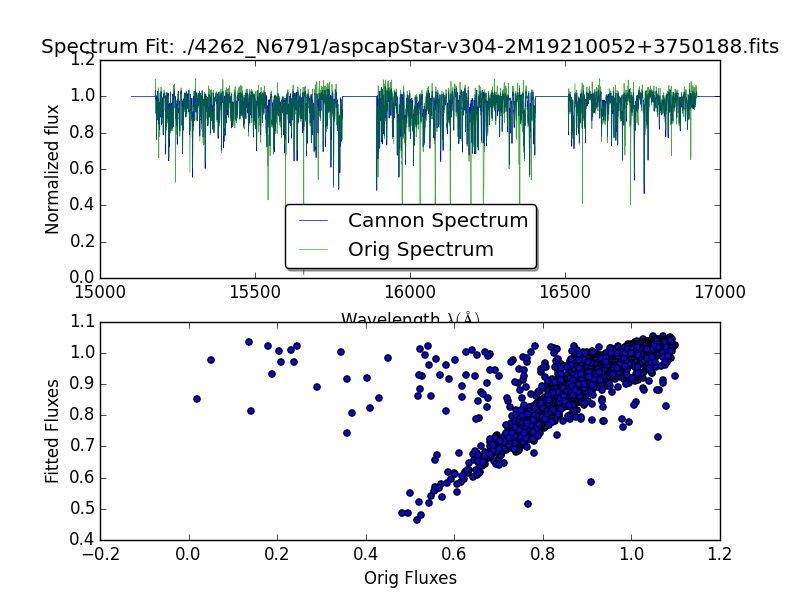 Spectrum Fit: ./4262_N6791/aspcapStar-v304-2M19210052+3750188.fits
1.2
1.0
0.8
0.6
0.4
0.2
0.0
Normalized flux
Cannon Spectrum
Orig Spectrum
15000 15500 16000 16500 17000
Wavelength λ(Å)
1.1
1.0
0.9
0.8
0.7
0.6
0.5
0.4
Fitted Fluxes
−0.2 0.0 0.2 0.4 0.6 0.8 1.0 1.2
Orig Fluxes